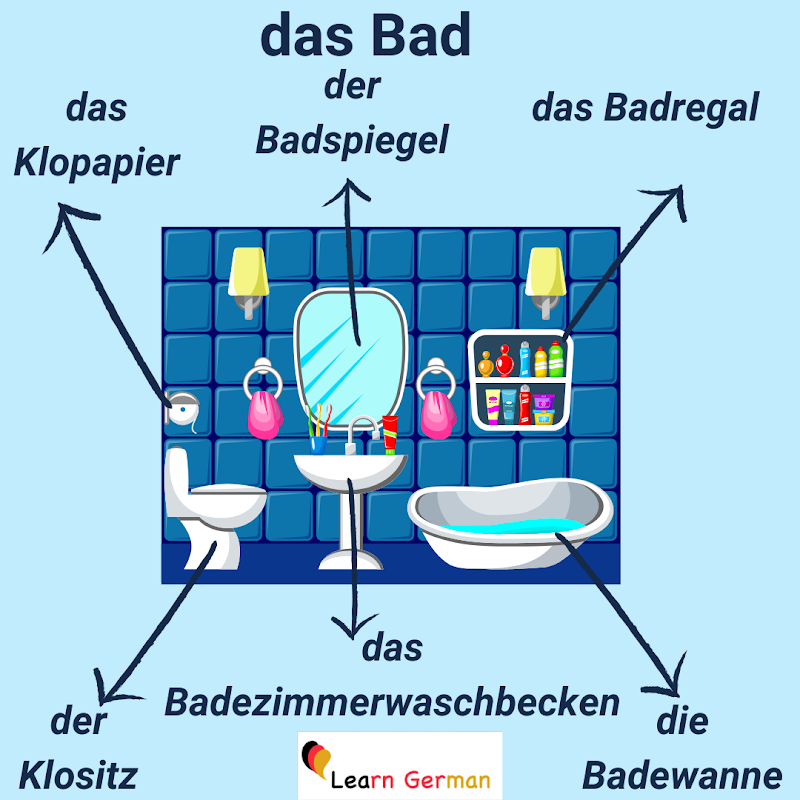 das Bad
das
Klopapier
der
Badspiegel
das Badregal
das
Badezimmerwaschbecken
der
Klositz
die
Badewanne
Learn German